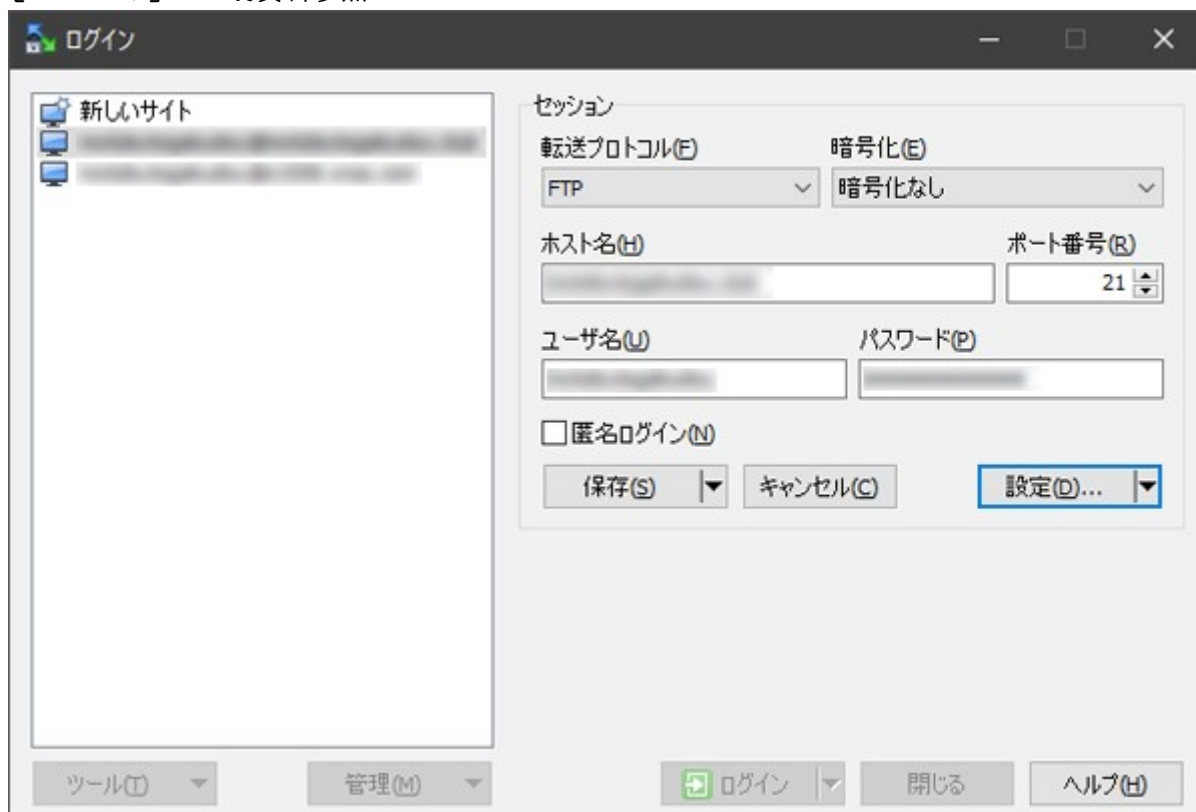 ログイン
新しいサイト
セッション
転送プロトコル(F)
暗号化(E)
FTP
暗号化なし
ホスト名(H)
ポート番号(R)
21
ユーザ名(U)
パスワード(P)
匿名ログイン(N)
保存(S)
キャンセル(C)
設定(D)...
ツール(T)
管理(M)
ログイン
閉じる
ヘルプ(H)